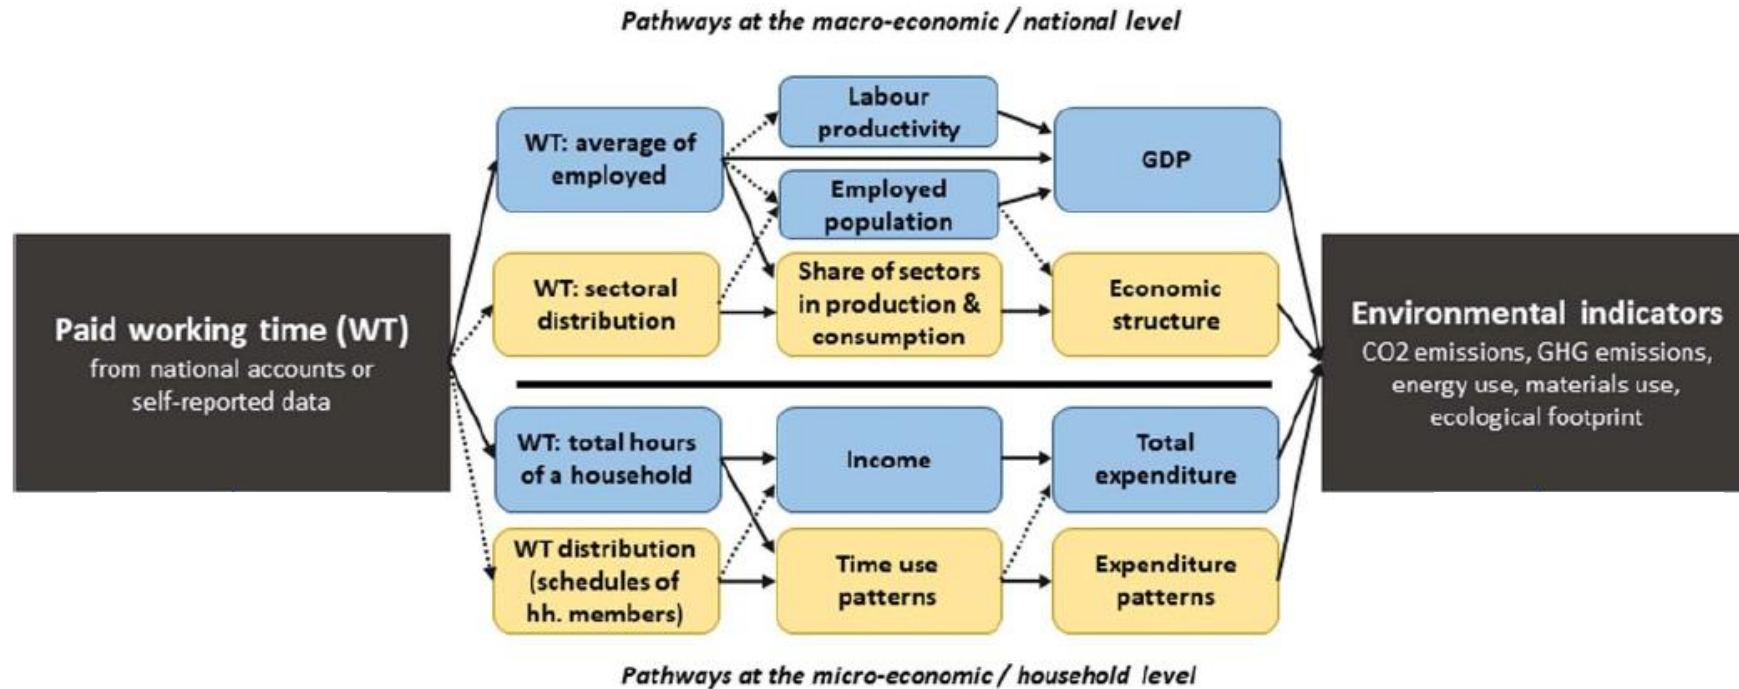 Pathways at the macro-economic / national level
Labour
productivity
WT: average of
employed
GDP
Employed
population
WT: sectoral
distribution
Share of sectors
in production &
consumption
Economic
structure
Paid working time (WT)
from national accounts or
self-reported data
Environmental indicators
CO2 emissions, GHG emissions,
energy use, materials use,
ecological footprint
WT: total hours
of a household
Income
Total
expenditure
WT distribution
(schedules of
hh. members)
Time use
patterns
Expenditure
patterns
Pathways at the micro-economic / household level